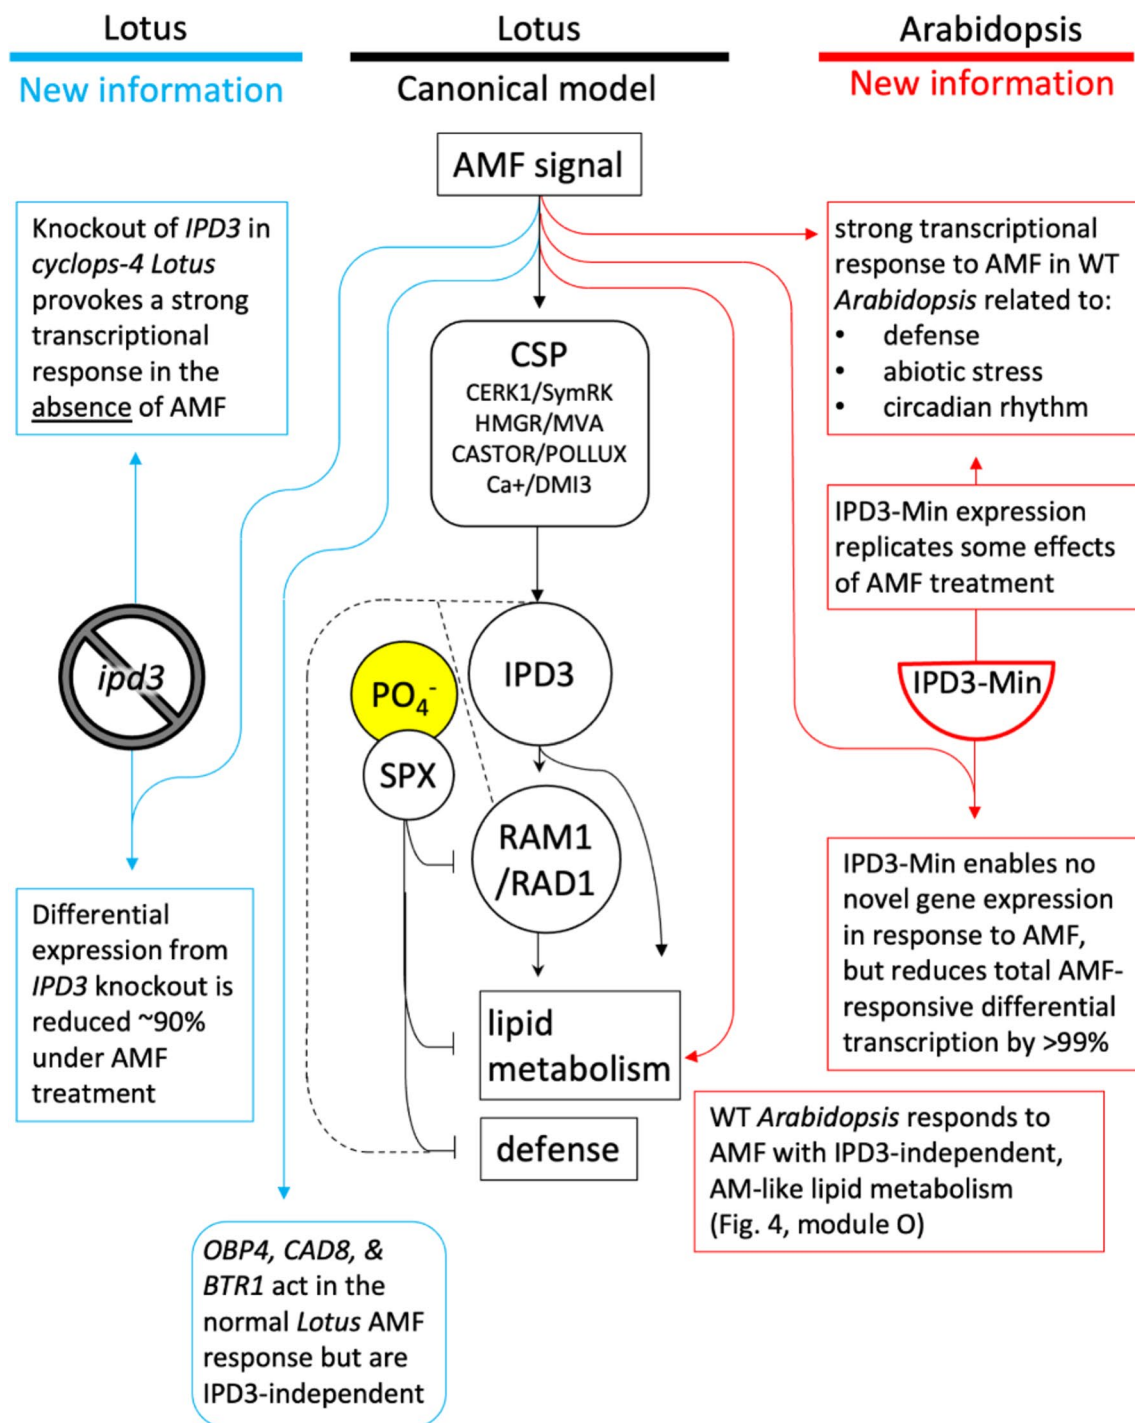 Lotus
New information
Lotus
Canonical model
Arabidopsis
New information
AMF signal
Knockout of IPD3 in
cyclops-4 Lotus
provokes a strong
transcriptional
response in the
absence of AMF
strong transcriptional
response to AMF in WT
Arabidopsis related to:
• defense
• abiotic stress
• circadian rhythm
CSP
CERK1/SymRK
HMGR/MVA
CASTOR/POLLUX
Ca+/DMI3
IPD3-Min expression
replicates some effects
of AMF treatment
ipd3
PO4-
SPX
IPD3
IPD3-Min
RAM1
/RAD1
Differential
expression from
IPD3 knockout is
reduced ~90%
under AMF
treatment
IPD3-Min enables no
novel gene expression
in response to AMF,
but reduces total AMF-
responsive differential
transcription by >99%
lipid
metabolism
defense
WT Arabidopsis responds to
AMF with IPD3-independent,
AM-like lipid metabolism
(Fig. 4, module O)
OBP4, CAD8, &
BTR1 act in the
normal Lotus AMF
response but are
IPD3-independent